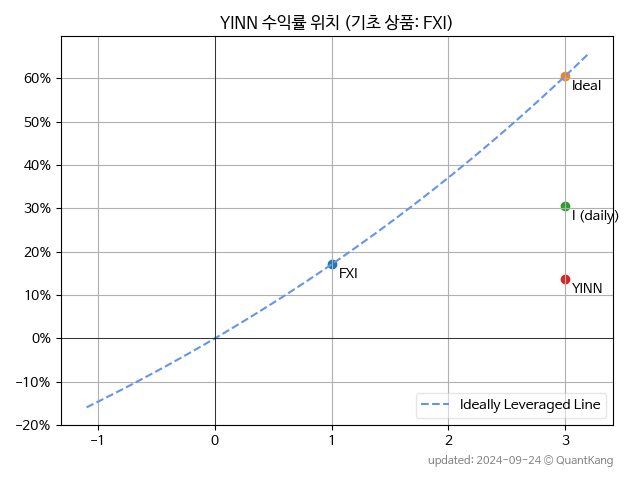 YINN 수익률 위치 (기초 상품: FXI)
60%
50%
40%
30%
20%
10%
0%
−10%
−20%
Ideal
I (daily)
FXI
YINN
Ideally Leveraged Line
−1
0
1
2
3
updated: 2024-09-24 © QuantKang